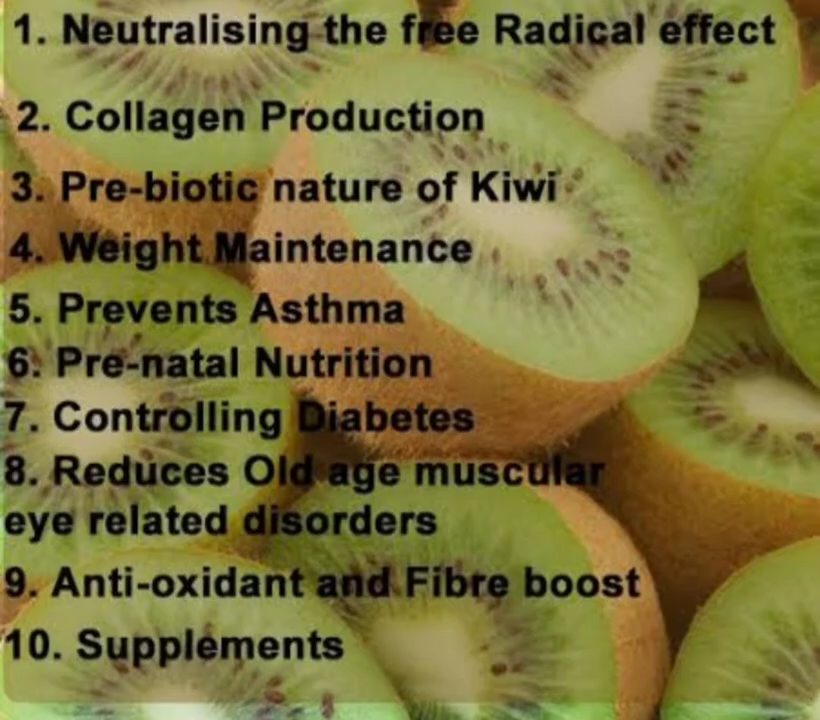 1. Neutralising the free Radical effect
2. Collagen Production
3. Pre-biotic nature of Kiwi
4. Weight Maintenance
5. Prevents Asthma
6. Pre-natal Nutrition
7. Controlling Diabetes
8. Reduces Old age muscular
eye related disorders
9. Anti-oxidant and Fibre boost
10. Supplements